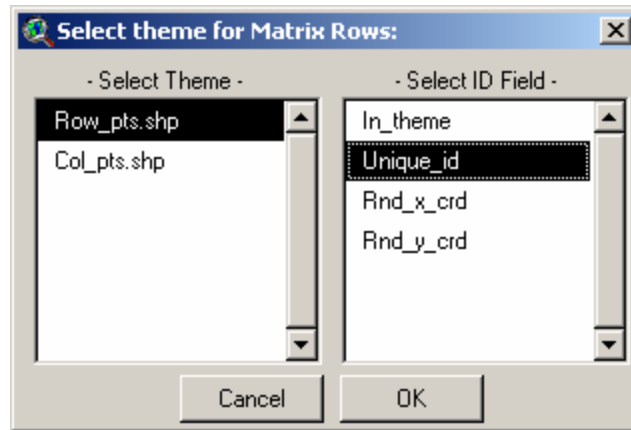 Select theme for Matrix Rows:
- Select Theme -
- Select ID Field -
Row_pts.shp
Col_pts.shp
In_theme
Unique_id
Rnd_x_crd
Rnd_y_crd
Cancel
OK